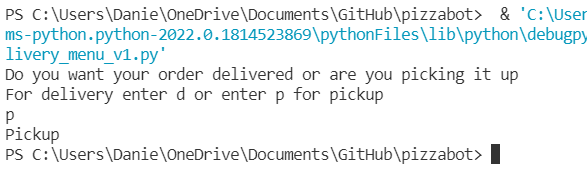 PS C:\Users\Danie\OneDrive\Documents\GitHub\pizzabot>  & 'C:\User
ms-python.python-2022.0.1814523869\pythonFiles\lib\python\debugpy
livery_menu_v1.py'
Do you want your order delivered or are you picking it up
For delivery enter d or enter p for pickup
p
Pickup
PS C:\Users\Danie\OneDrive\Documents\GitHub\pizzabot>